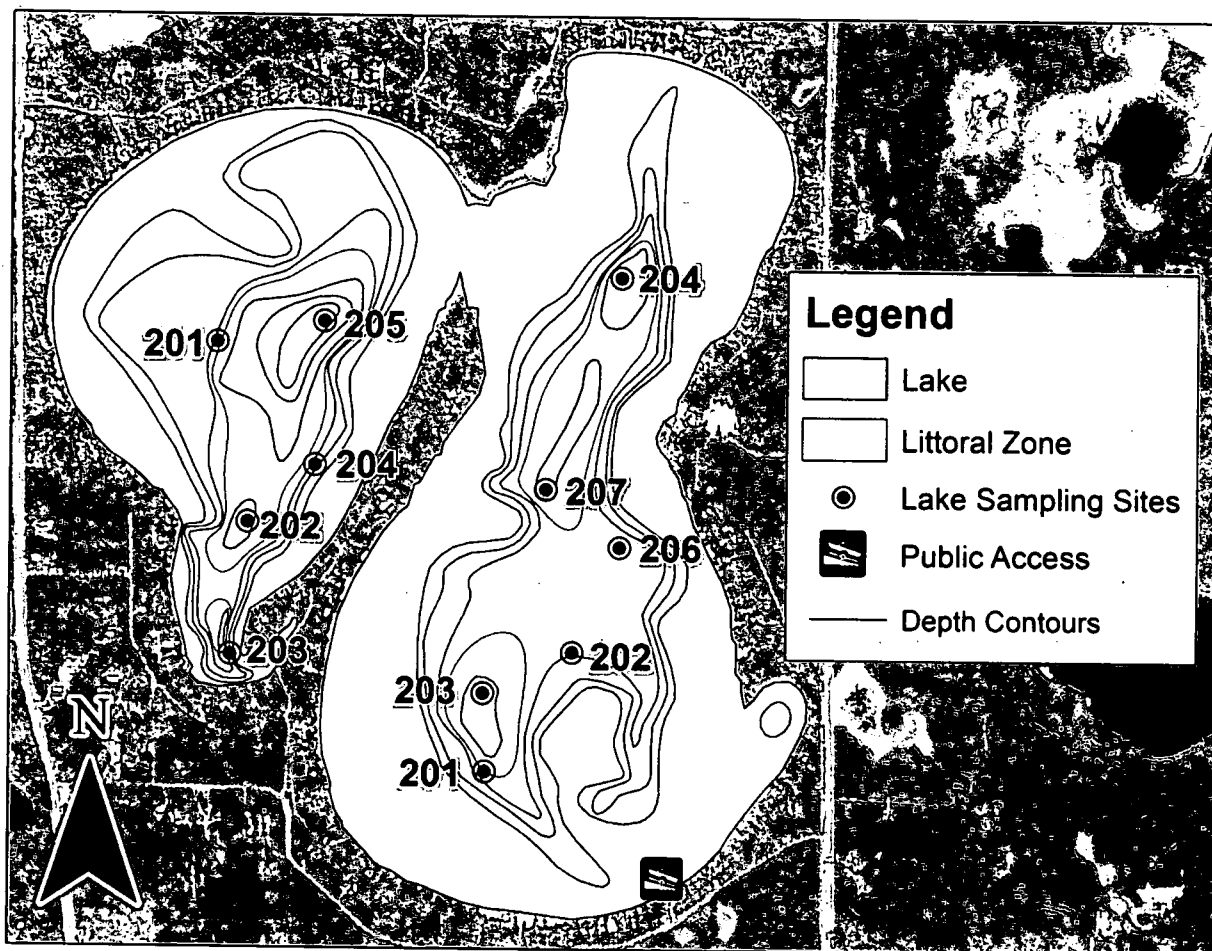 204
Legend
205
201
Lake
Littoral Zone
204
207
Lake Sampling Sites
202
206
Public Access
203
202
Depth Contours
203
N
201